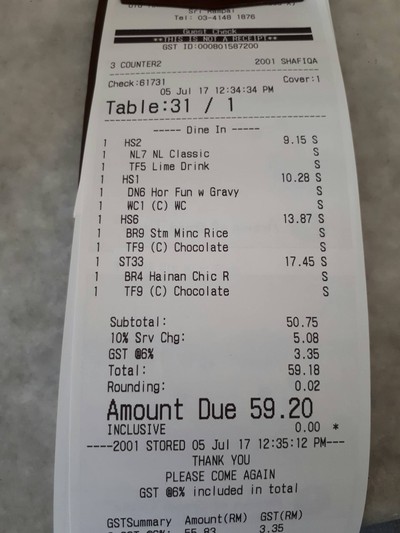 Tel: 03-4148 1876
Guest Check
**THIS IS NOT A RECEIPT**
GST ID:000801587200
3 COUNTER2 2001 SHAFIQA
Check:61731 Cover:1
05 Jul 17 12:34:34 PM
Table:31 / 1
----- Dine In -----
1 HS2 9.15 S
1 NL7 NL Classic S
1 TF5 Lime Drink S
1 HS1 10.28 S
1 DN6 Hor Fun w Gravy S
1 WC1 (C) WC S
1 HS6 13.87 S
1 BR9 Stm Minc Rice S
1 TF9 (C) Chocolate S
1 ST33 17.45 S
1 BR4 Hainan Chic R S
1 TF9 (C) Chocolate S
Subtotal: 50.75
10% Srv Chg: 5.08
GST @6% 3.35
Total: 59.18
Rounding: 0.02
Amount Due 59.20
INCLUSIVE 0.00 *
----2001 STORED 05 Jul 17 12:35:12 PM---
THANK YOU
PLEASE COME AGAIN
GST @6% included in total
GSTSummary Amount(RM) GST(RM)
55.83 3.35